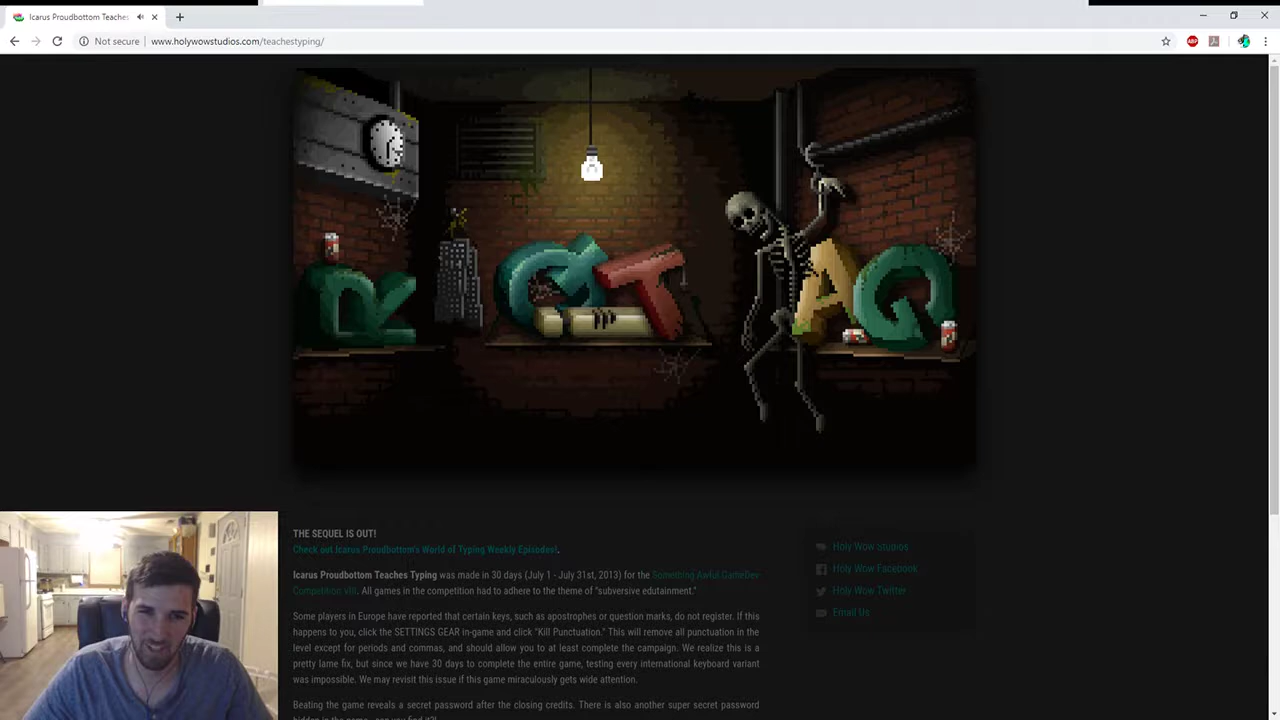 Icarus Proudbottom Teaches
Not secure
www.holywowstudios.com/teachestyping/
ABP
R
G T
A G
THE SEQUEL IS OUT!
Check out Icarus Proudbottom's World of Typing Weekly Episodes!.
Icarus Proudbottom Teaches Typing was made in 30 days (July 1 - July 31st, 2013) for the Something Awful GameDev
Competition VIII. All games in the competition had to adhere to the theme of "subversive edutainment."
Some players in Europe have reported that certain keys, such as apostrophes or question marks, do not register. If this
happens to you, click the SETTINGS GEAR in-game and click "Kill Punctuation." This will remove all punctuation in the
level except for periods and commas, and should allow you to at least complete the campaign. We realize this is a
pretty lame fix, but since we have 30 days to complete the entire game, testing every international keyboard variant
was impossible. We may revisit this issue if this game miraculously gets wide attention.
Beating the game reveals a secret password after the closing credits. There is also another super secret password
hidden in the game - can you find it?!
Holy Wow Studios
Holy Wow Facebook
Holy Wow Twitter
Email Us